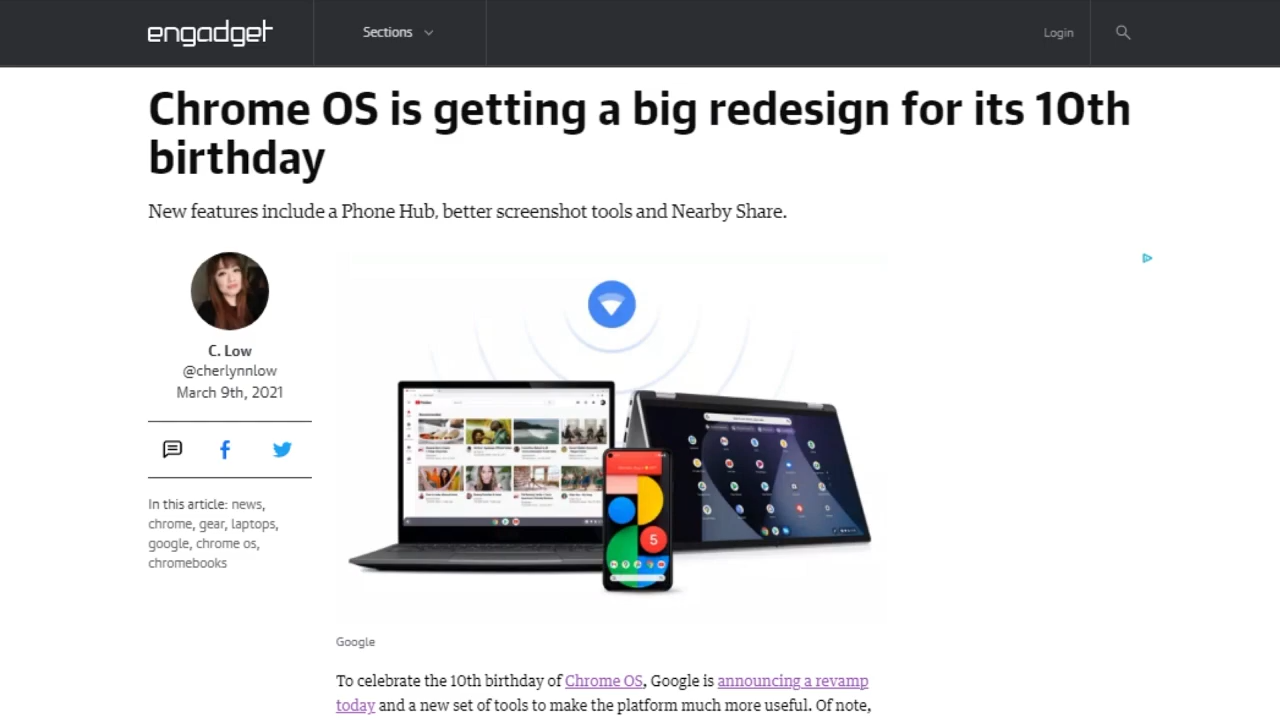 engadget
Sections
Login
Chrome OS is getting a big redesign for its 10th
birthday
New features include a Phone Hub, better screenshot tools and Nearby Share.
C. Low
@cherlynnlow
March 9th, 2021
In this article: news,
chrome, gear, laptops,
google, chrome os,
chromebooks
5
Google
To celebrate the 10th birthday of Chrome OS, Google is announcing a revamp
today and a new set of tools to make the platform much more useful. Of note,